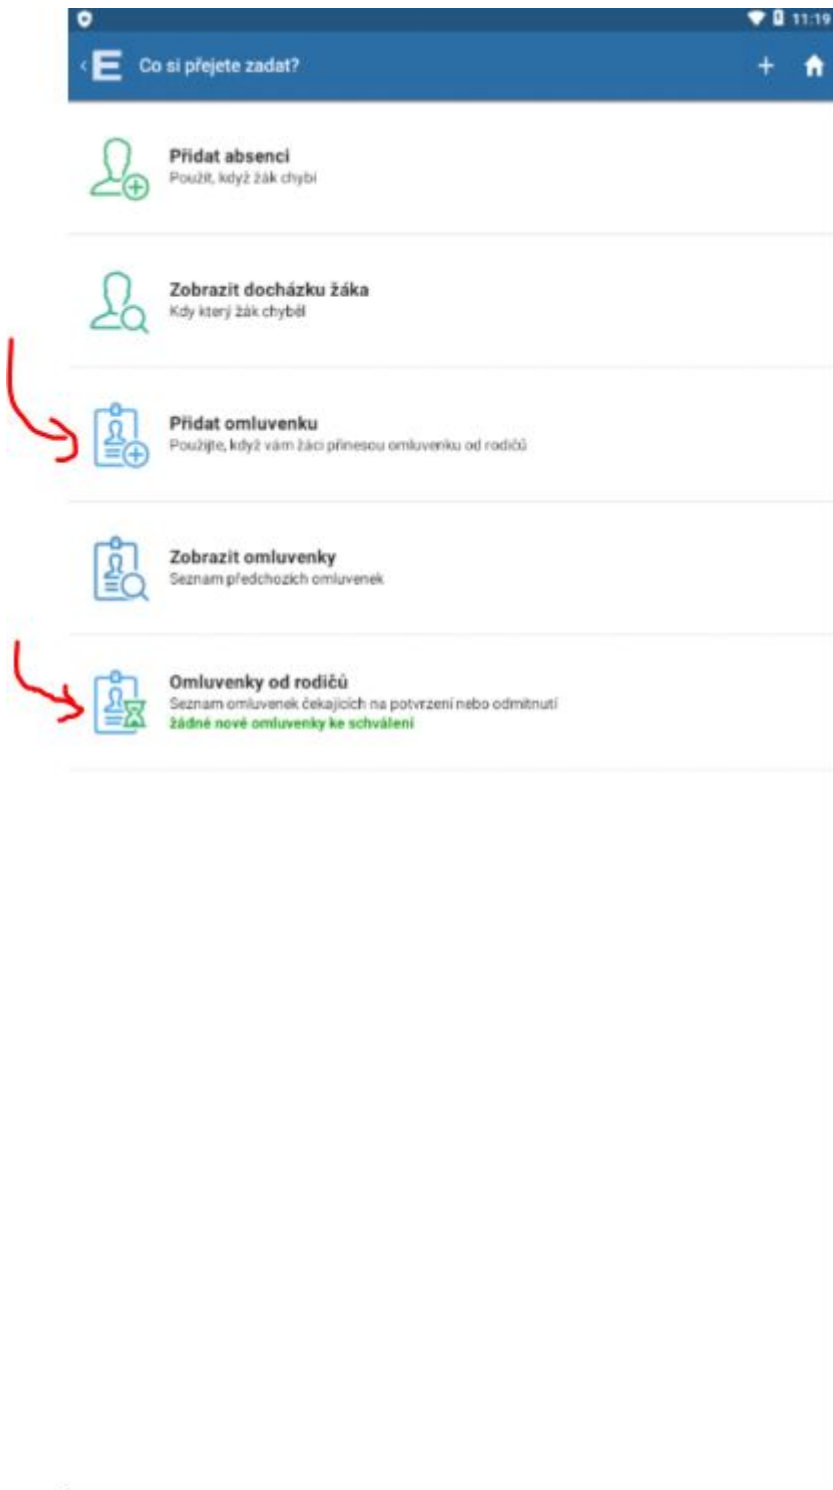 11:19
E Co si přejete zadat?
Přidat absenci
Použít, když žák chybí
Zobrazit docházku žáka
Kdy který žák chyběl
Přidat omluvenku
Použijte, když vám žáci přinesou omluvenku od rodičů
Zobrazit omluvenky
Seznam předchozích omluvenek
Omluvenky od rodičů
Seznam omluvenek čekajících na potvrzení nebo odmítnutí
žádné nové omluvenky ke schválení